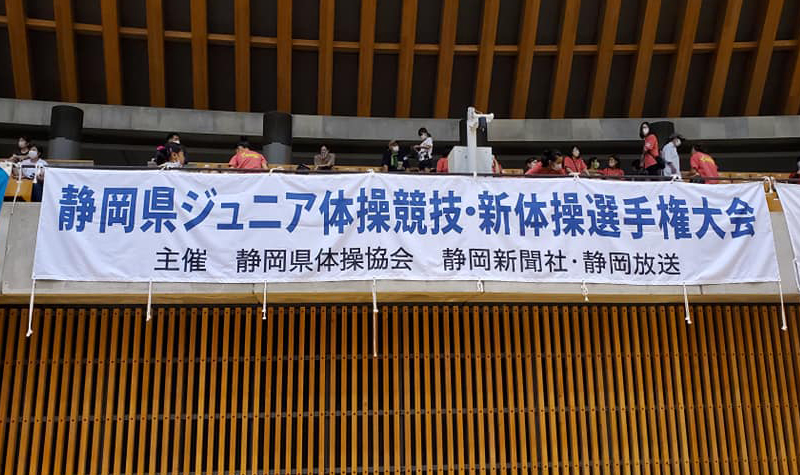 静岡県ジュニア体操競技・新体操選手権大会
主催 静岡県体操協会 静岡新聞社・静岡放送